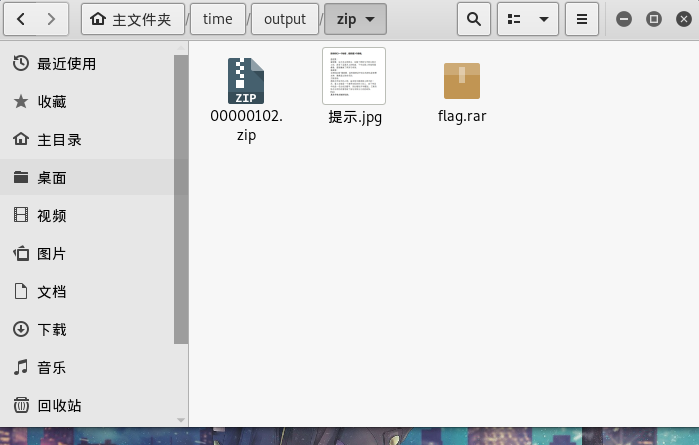 主文件夹 / time / output / zip
最近使用
收藏
主目录
桌面
视频
图片
文档
下载
音乐
回收站
ZIP
00000102.
zip
提示.jpg
flag.rar